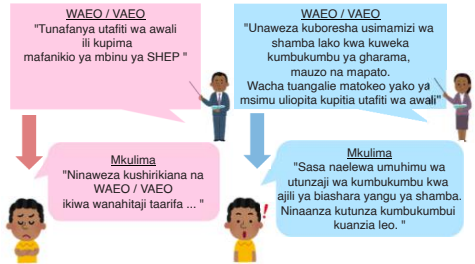 WAEO / VAEO
"Tunafanya utafiti wa awali
ili kupima
mafanikio ya mbinu ya SHEP "
Mkulima
"Ninaweza kushirikiana na
WAEO / VAEO
ikiwa wanahitaji taarifa ... "
WAEO / VAEO
"Unaweza kuboresha usimamizi wa
shamba lako kwa kuweka
kumbukumbu ya gharama,
mauzo na mapato.
Wacha tuangalie matokeo yako ya
msimu uliopita kupitia utafiti wa awali"
Mkulima
"Sasa naelewa umuhimu wa
utunzaji wa kumbukumbu kwa
ajili ya biashara yangu ya shamba.
Ninaanza kutunza kumbukumbui
kuanzia leo. "
!